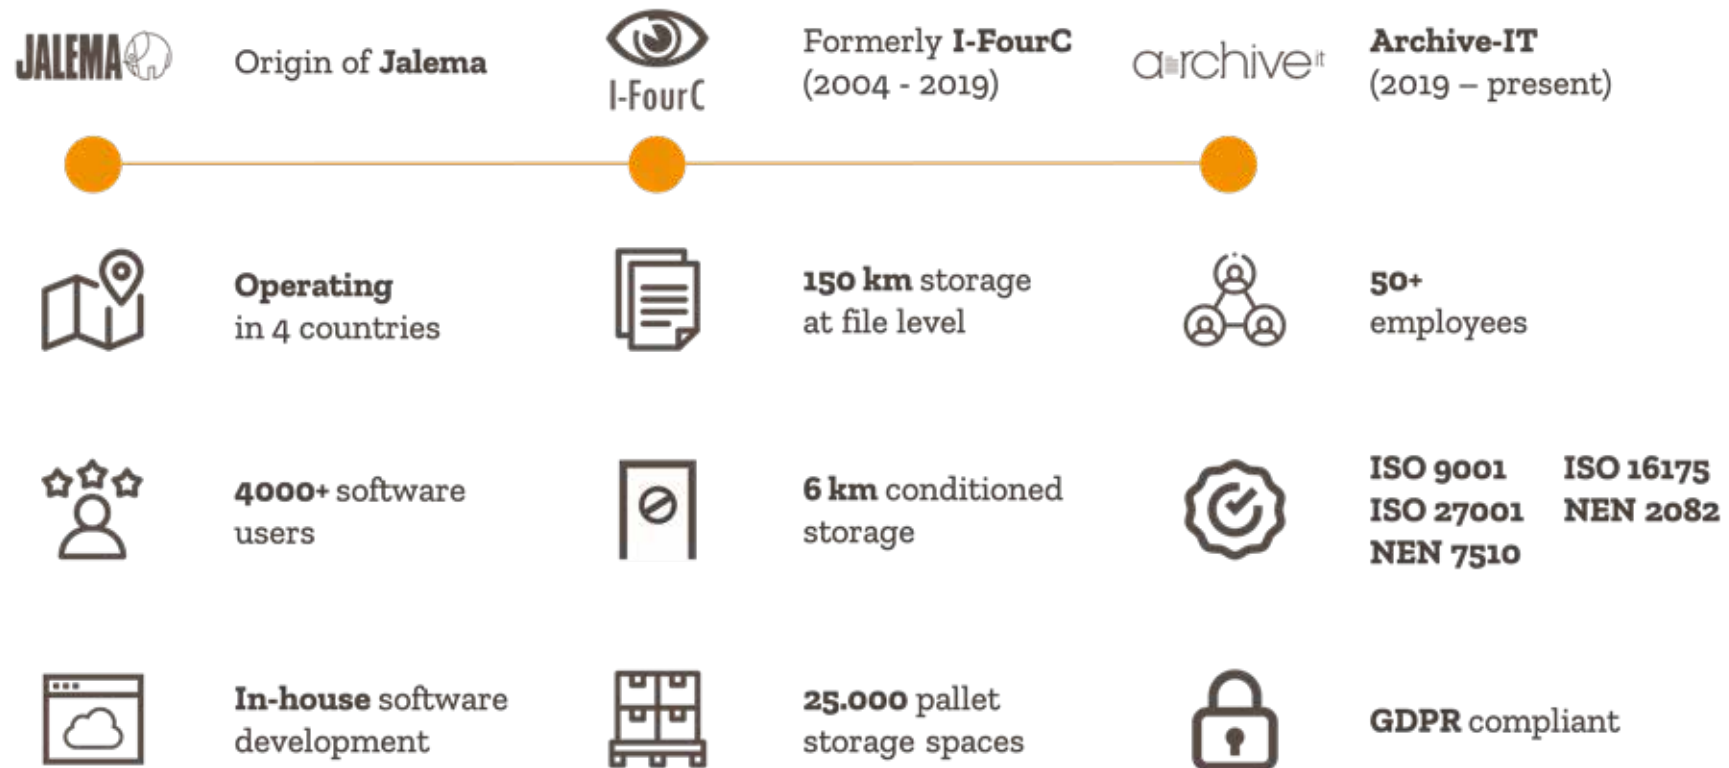 JALEMA
Origin of Jalema
I-FourC
Formerly I-FourC
(2004 - 2019)
archive it
Archive-IT
(2019 – present)
Operating
in 4 countries
150 km storage
at file level
50+
employees
4000+ software
users
6 km conditioned
storage
ISO 9001 ISO 16175
ISO 27001 NEN 2082
NEN 7510
In-house software
development
25.000 pallet
storage spaces
GDPR compliant